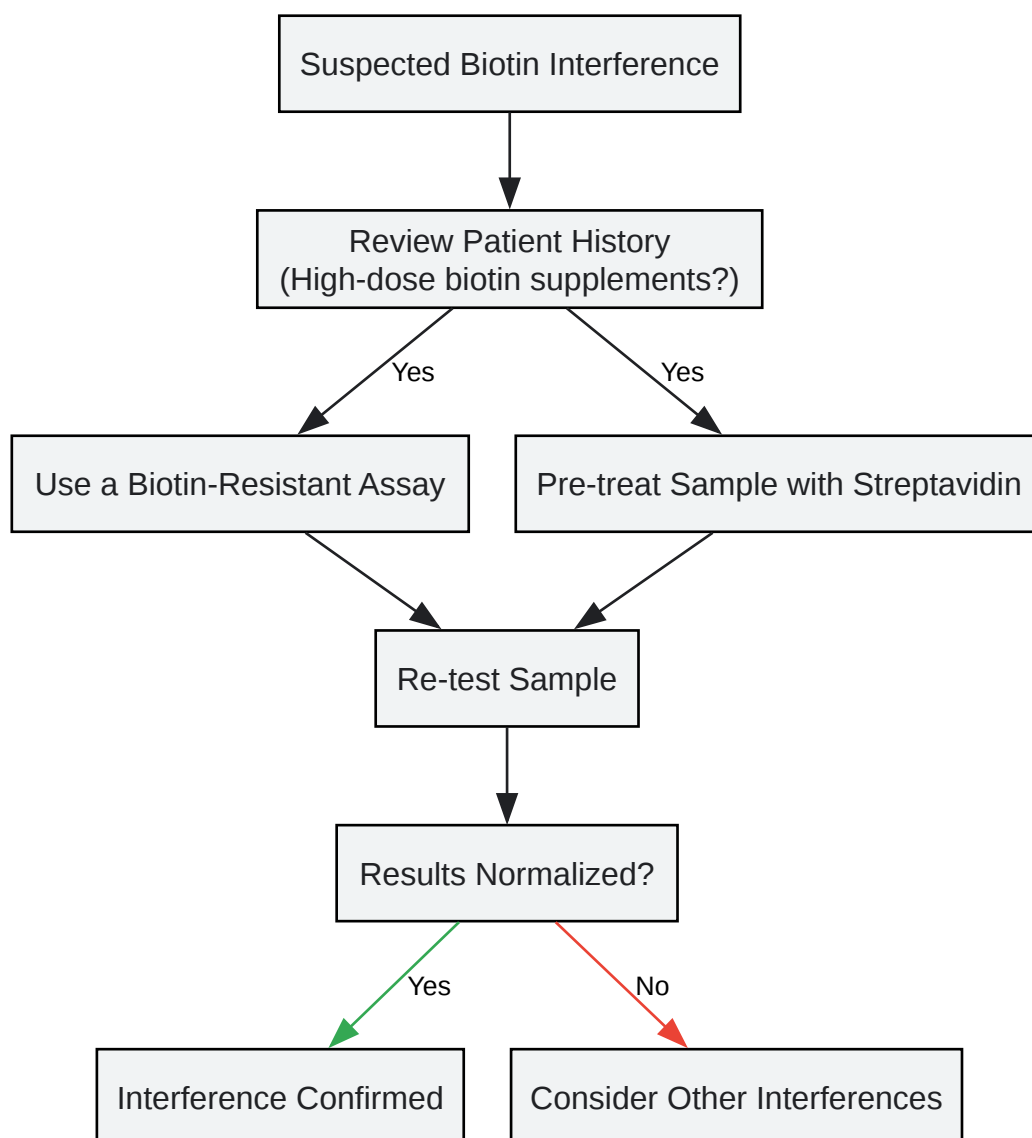 Suspected Biotin Interference
Review Patient History
(High-dose biotin supplements?)
Yes
Yes
Use a Biotin-Resistant Assay
Pre-treat Sample with Streptavidin
Re-test Sample
Results Normalized?
Yes
No
Interference Confirmed
Consider Other Interferences